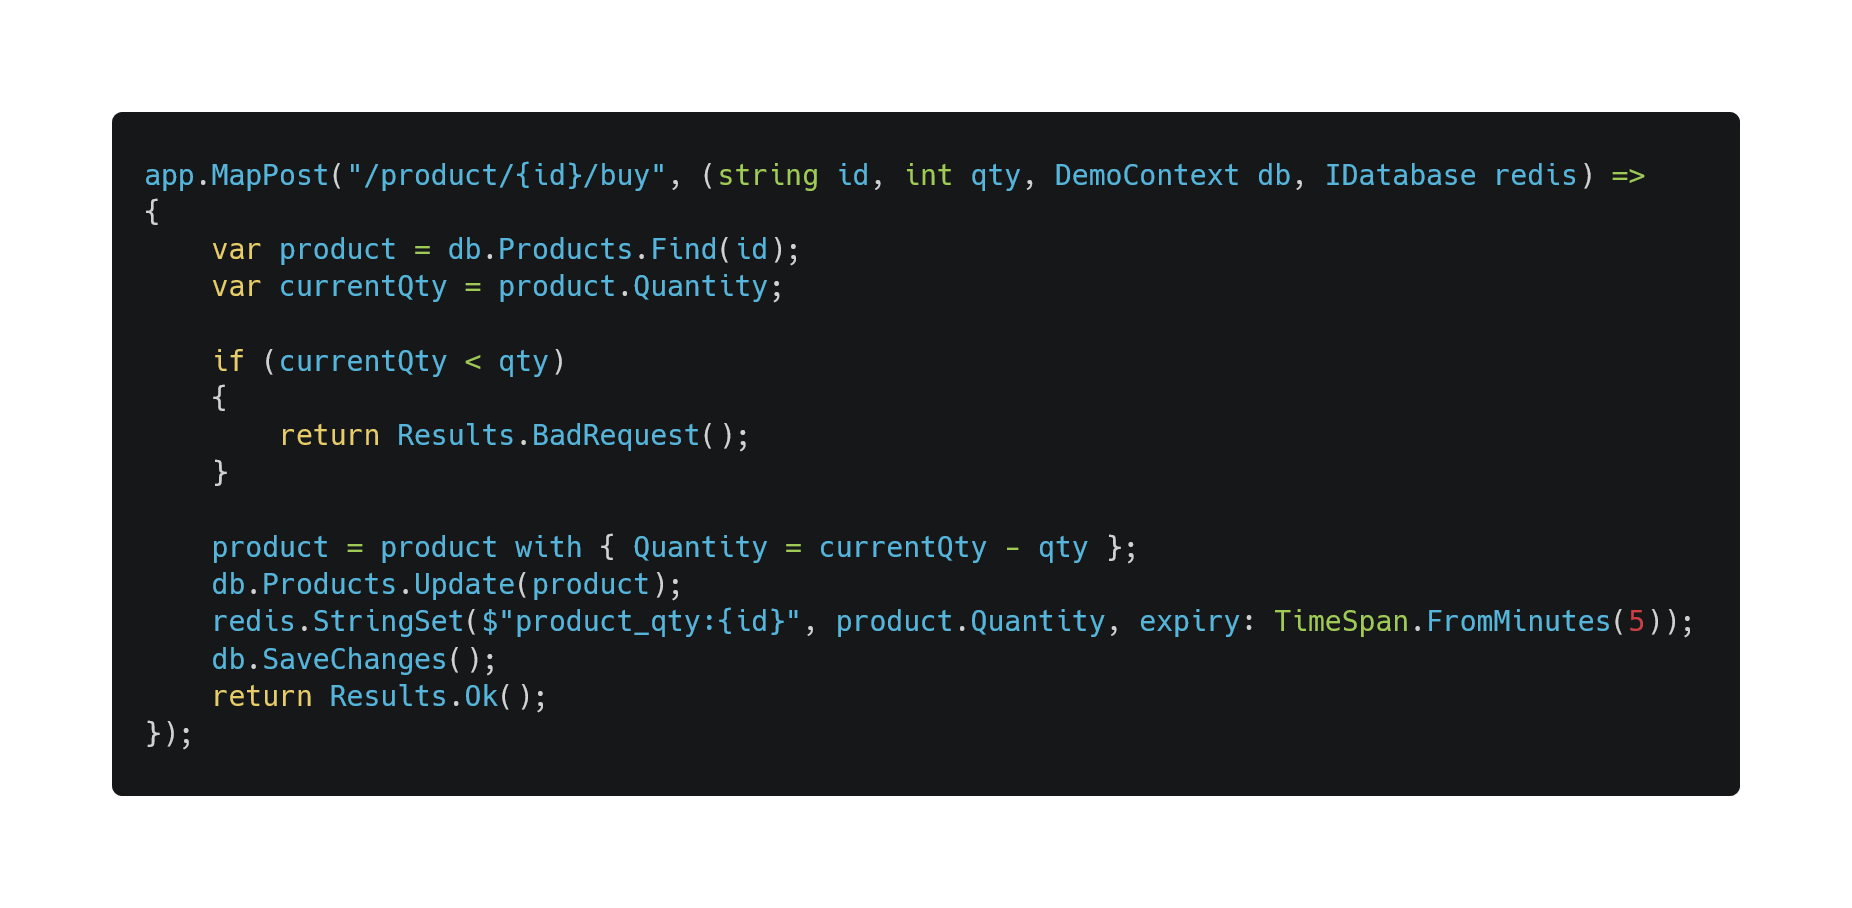 app.MapPost("/product/{id}/buy", (string id, int qty, DemoContext db, IDatabase redis) =>
{
    var product = db.Products.Find(id);
    var currentQty = product.Quantity;

    if (currentQty < qty)
    {
        return Results.BadRequest();
    }

    product = product with { Quantity = currentQty - qty };
    db.Products.Update(product);
    redis.StringSet($"product_qty:{id}", product.Quantity, expiry: TimeSpan.FromMinutes(5));
    db.SaveChanges();
    return Results.Ok();
});